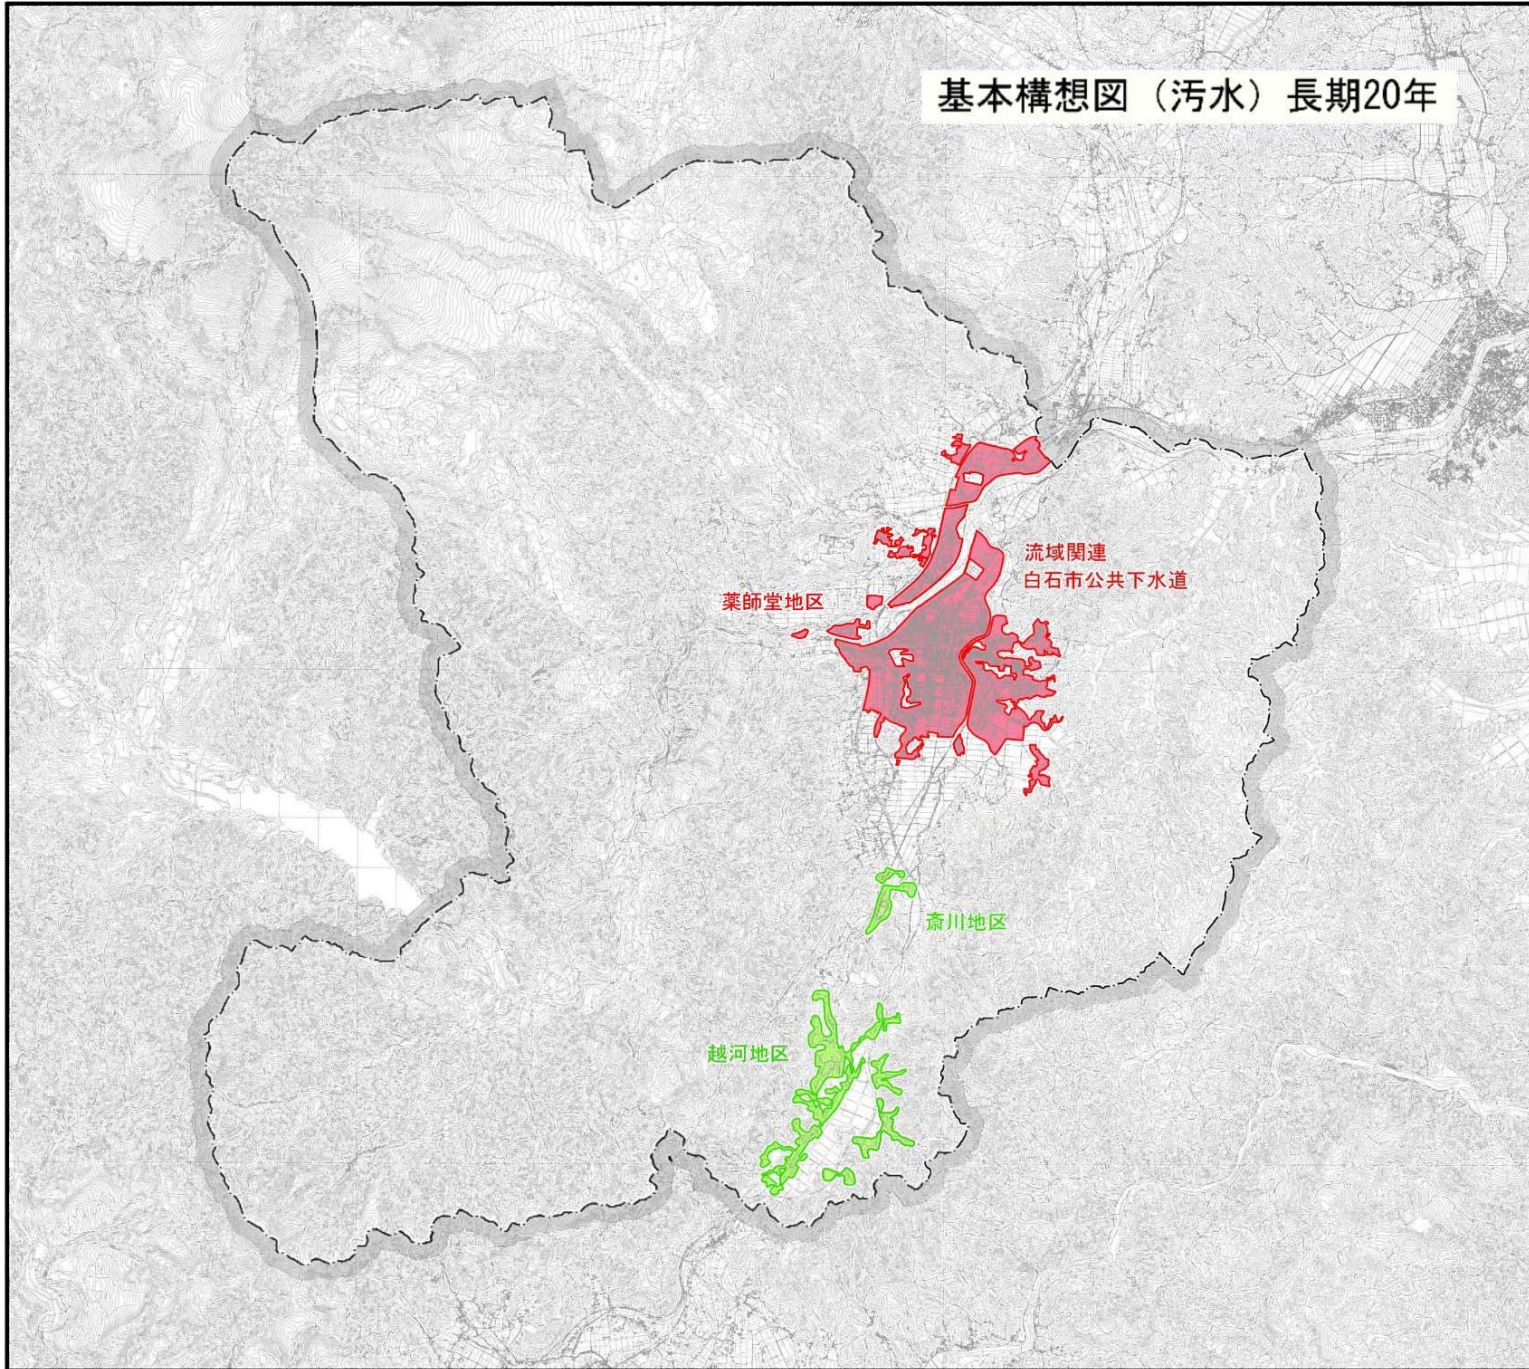 基本構想図（汚水）長期20年
流域関連
白石市公共下水道
薬師堂地区
斎川地区
越河地区